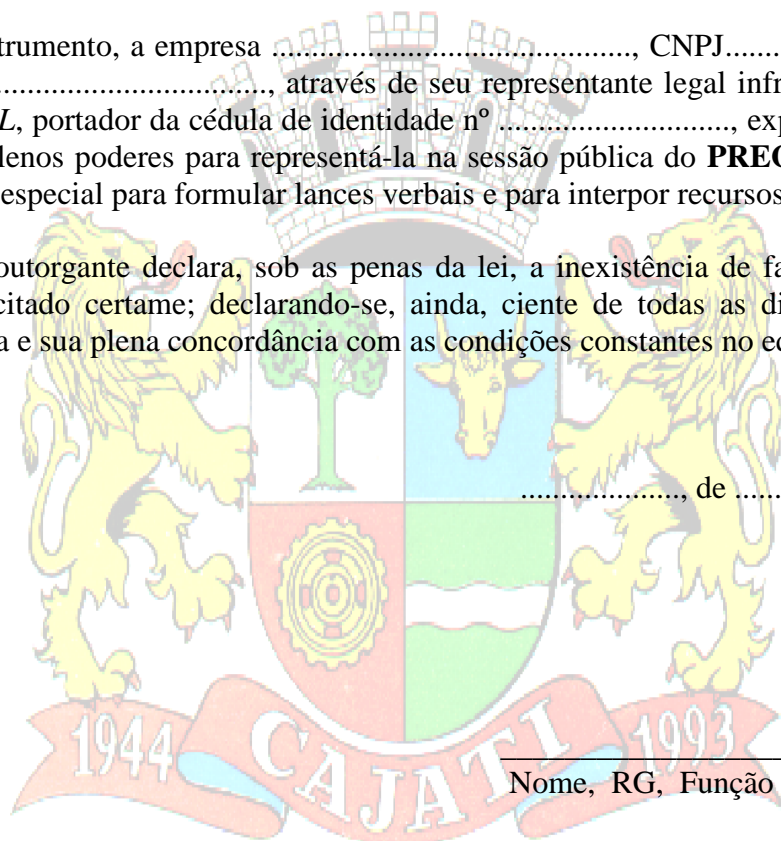 trumento, a empresa ............................................., CNPJ........
.................................., através de seu representante legal infr
L, portador da cédula de identidade nº ............................., exp
lenos poderes para representá-la na sessão pública do PREG
especial para formular lances verbais e para interpor recursos
outorgante declara, sob as penas da lei, a inexistência de fa
citado certame; declarando-se, ainda, ciente de todas as di
a e sua plena concordância com as condições constantes no ed
...................., de ......
Nome, RG, Função
1944 CAJATI 1993